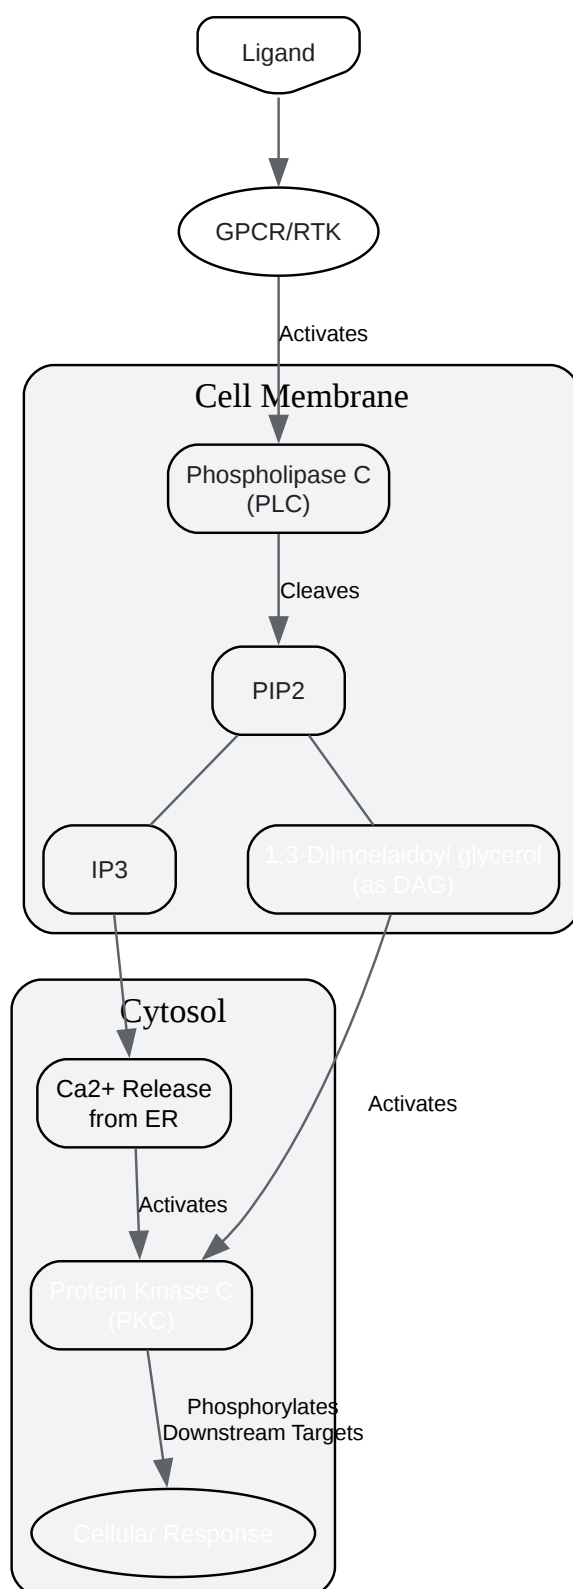 Ligand
GPCR/RTK
Activates
Cell Membrane
Phospholipase C
(PLC)
Cleaves
PIP2
IP3
1,3-Dilinoelaidoyl glycerol
(as DAG)
Cytosol
Ca2+ Release
from ER
Activates
Activates
Protein Kinase C
(PKC)
Phosphorylates
Downstream Targets
Cellular Response